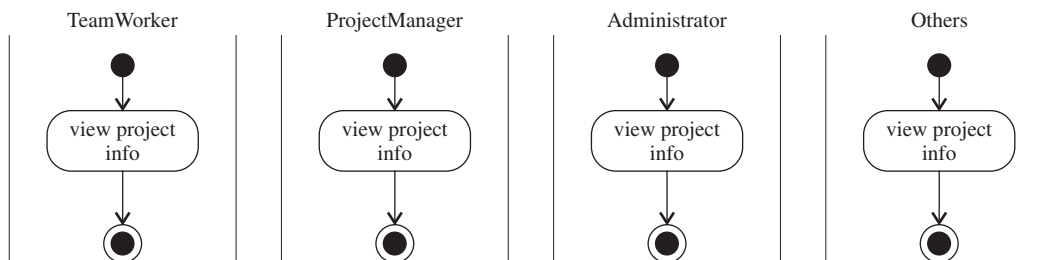 TeamWorker
ProjectManager
Administrator
Others
view project
info
view project
info
view project
info
view project
info